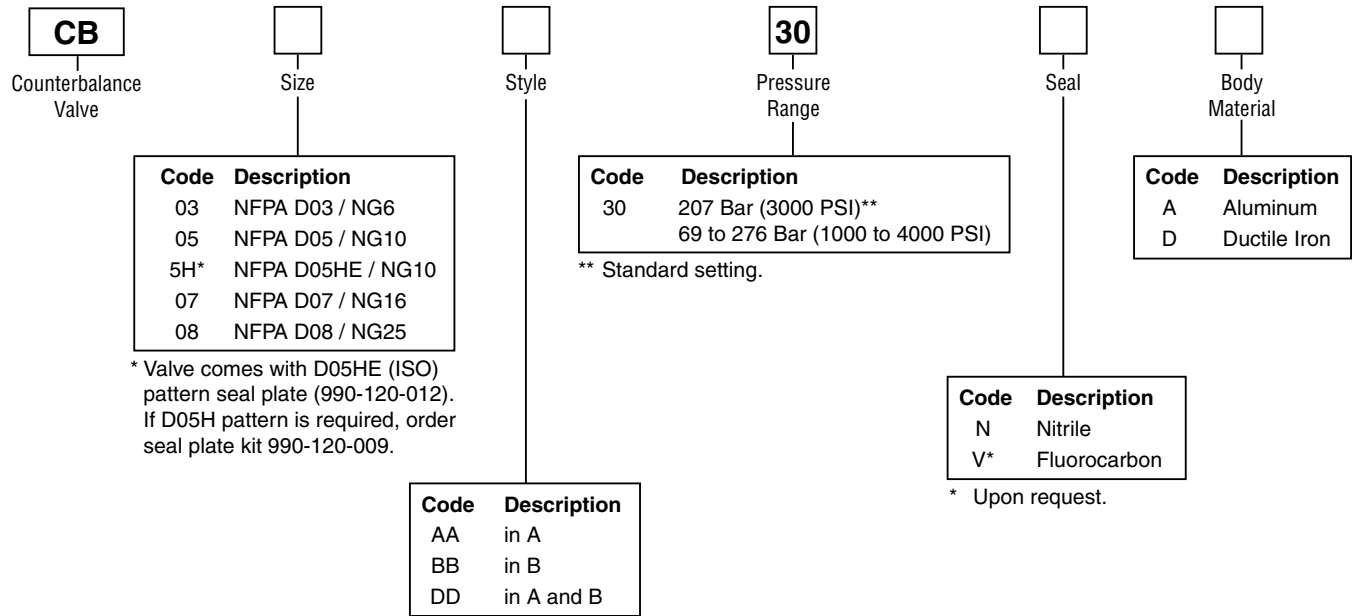 CB
30
Counterbalance
Valve
Size
Style
Pressure
Range
Seal
Body
Material
Code Description
03 NFPA D03 / NG6
05 NFPA D05 / NG10
5H* NFPA D05HE / NG10
07 NFPA D07 / NG16
08 NFPA D08 / NG25
* Valve comes with D05HE (ISO)
pattern seal plate (990-120-012).
If D05H pattern is required, order
seal plate kit 990-120-009.
Code Description
AA in A
BB in B
DD in A and B
Code Description
30 207 Bar (3000 PSI)**
69 to 276 Bar (1000 to 4000 PSI)
** Standard setting.
Code Description
N Nitrile
V* Fluorocarbon
* Upon request.
Code Description
A Aluminum
D Ductile Iron